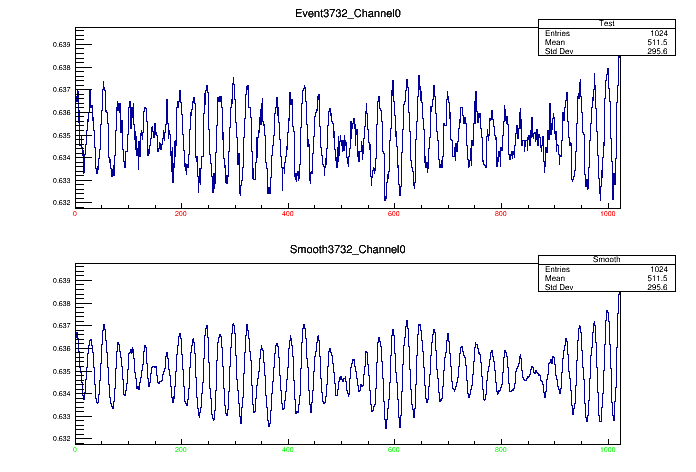 Event3732_Channel0
Test
Entries 1024
Mean 511.5
Std Dev 295.6
0.639
0.638
0.637
0.636
0.635
0.634
0.633
0.632
0 200 400 600 800 1000
Smooth3732_Channel0
Smooth
Entries 1024
Mean 511.5
Std Dev 295.6
0.639
0.638
0.637
0.636
0.635
0.634
0.633
0.632
0 200 400 600 800 1000